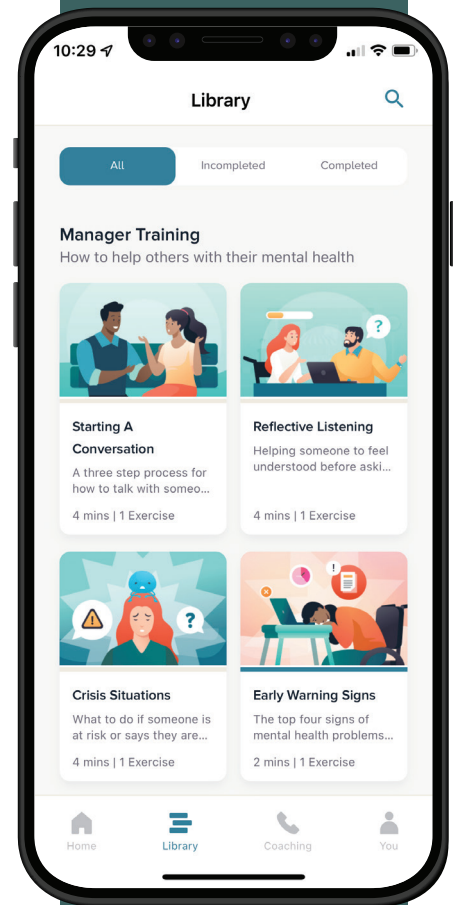 10:29
Library
All
Incompleted
Completed
Manager Training
How to help others with their mental health
?
Starting A
Conversation
A three step process for
how to talk with someo...
4 mins | 1 Exercise
Reflective Listening
Helping someone to feel
understood before aski...
4 mins | 1 Exercise
!
?
Crisis Situations
What to do if someone is
at risk or says they are...
4 mins | 1 Exercise
!
Early Warning Signs
The top four signs of
mental health problems...
2 mins | 1 Exercise
Home
Library
Coaching
You